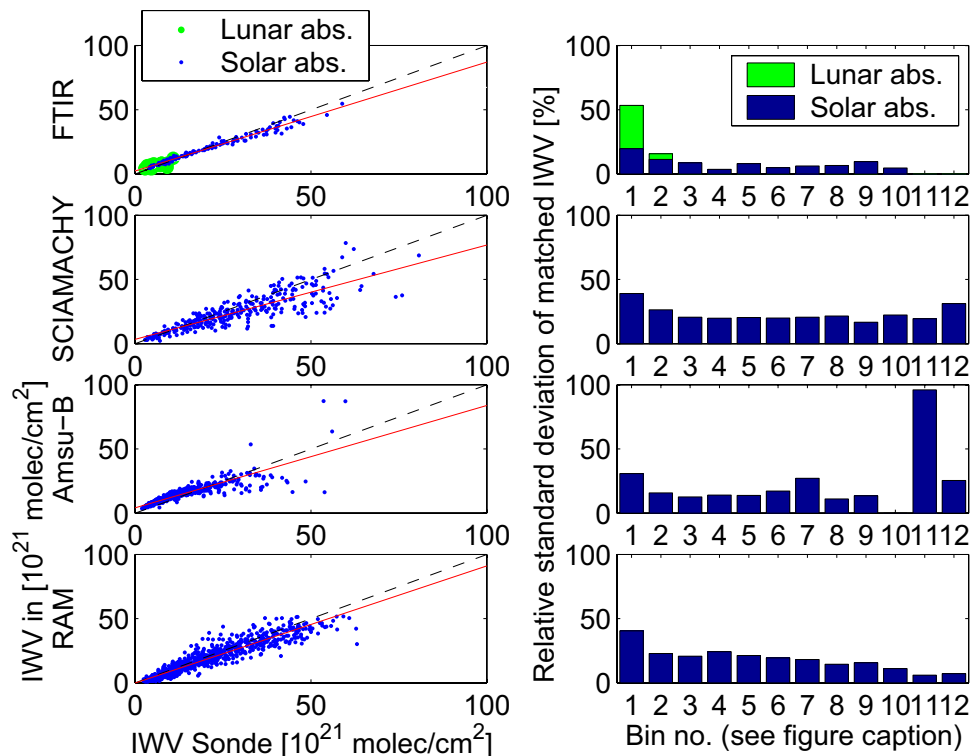 Lunar abs.
Solar abs.
FTIR
100
50
0
0 50 100
SCIAMACHY
100
50
0
0 50 100
IWV in [10^21 molec/cm^2]
Amsu-B
100
50
0
0 50 100
RAM
100
50
0
0 50 100
IWV Sonde [10^21 molec/cm^2]
Relative standard deviation of matched IWV [%]
Lunar abs.
Solar abs.
100
50
0
1 2 3 4 5 6 7 8 9 10 11 12
100
50
0
1 2 3 4 5 6 7 8 9 10 11 12
100
50
0
1 2 3 4 5 6 7 8 9 10 11 12
100
50
0
1 2 3 4 5 6 7 8 9 10 11 12
Bin no. (see figure caption)